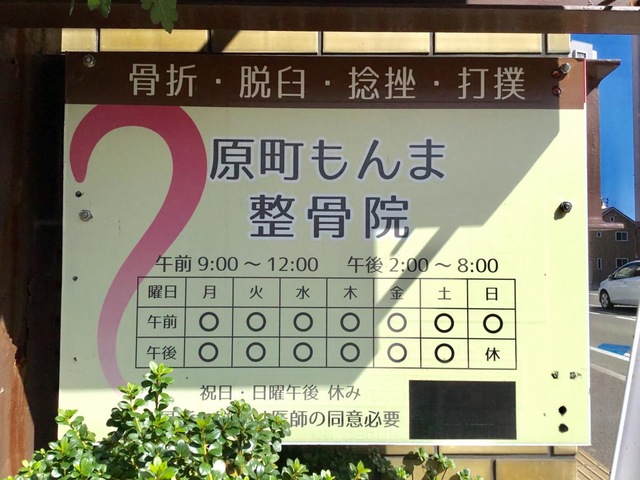 骨折・脱臼・捻挫・打撲
原町もんま
整骨院
午前 9:00 ～ 12:00 午後 2:00 ～ 8:00
曜日 月 火 水 木 金 土 日
午前 ○ ○ ○ ○ ○ ○ ○
午後 ○ ○ ○ ○ ○ ○ 休
祝日・日曜午後 休み
医師の同意必要